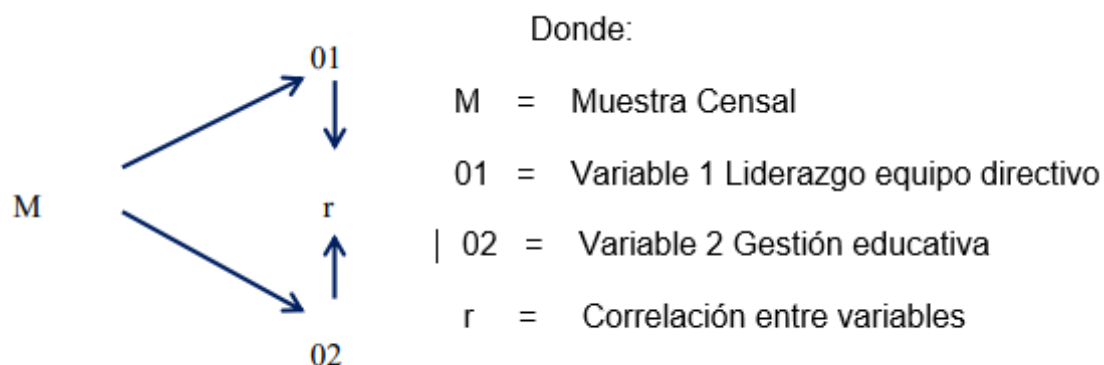 Donde:
01
M = Muestra Censal
01 = Variable 1 Liderazgo equipo directivo
M
r
| 02 = Variable 2 Gestión educativa
r = Correlación entre variables
02